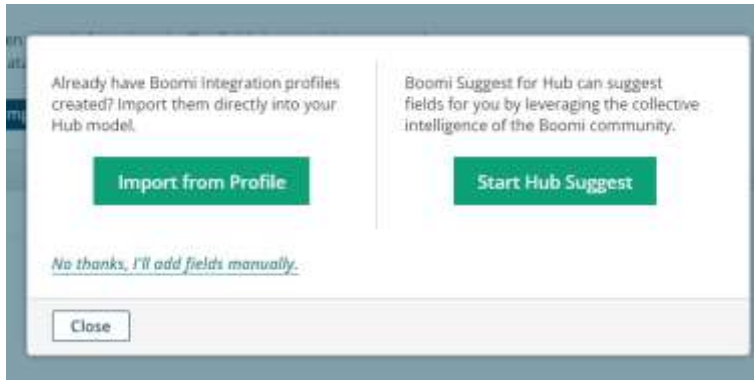 Already have Boomi Integration profiles
created? Import them directly into your
Hub model.
Import from Profile
Boomi Suggest for Hub can suggest
fields for you by leveraging the collective
intelligence of the Boomi community.
Start Hub Suggest
No thanks, I'll add fields manually.
Close